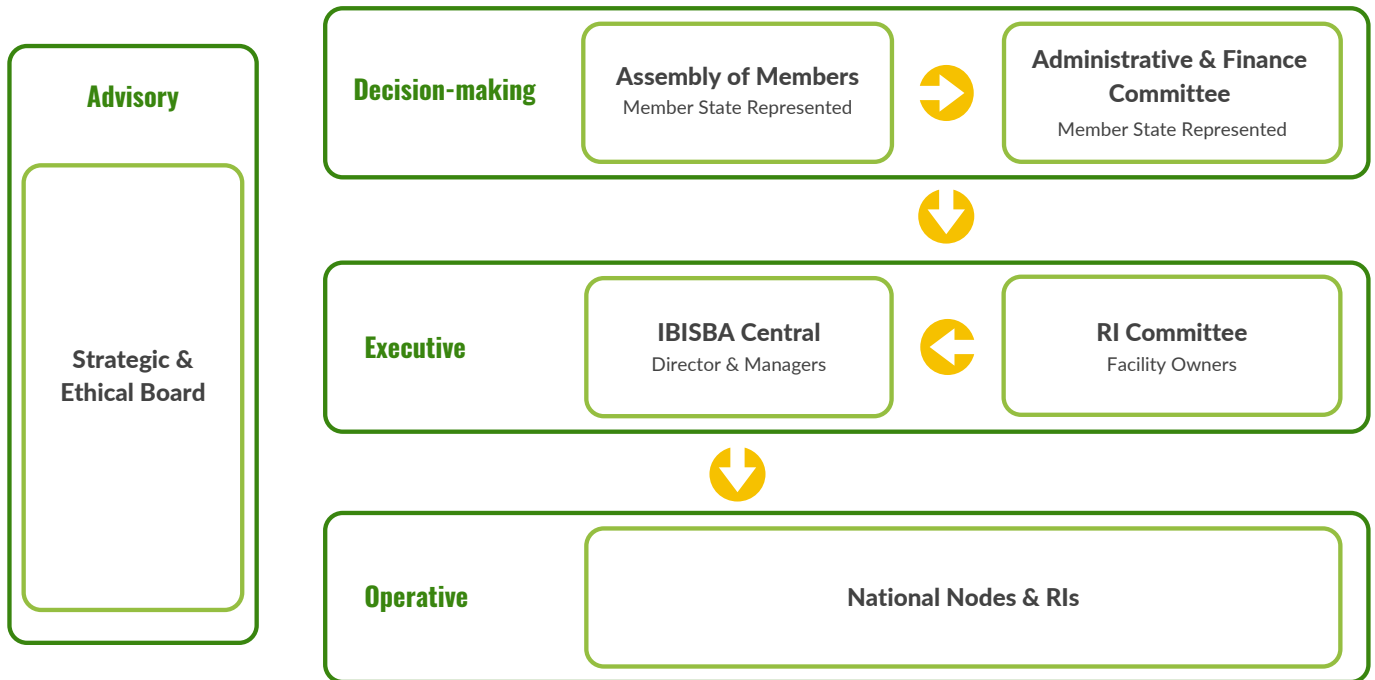 Advisory
Strategic &
Ethical Board
Decision-making
Assembly of Members
Member State Represented
Administrative & Finance
Committee
Member State Represented
Executive
IBISBA Central
Director & Managers
RI Committee
Facility Owners
Operative
National Nodes & RIs